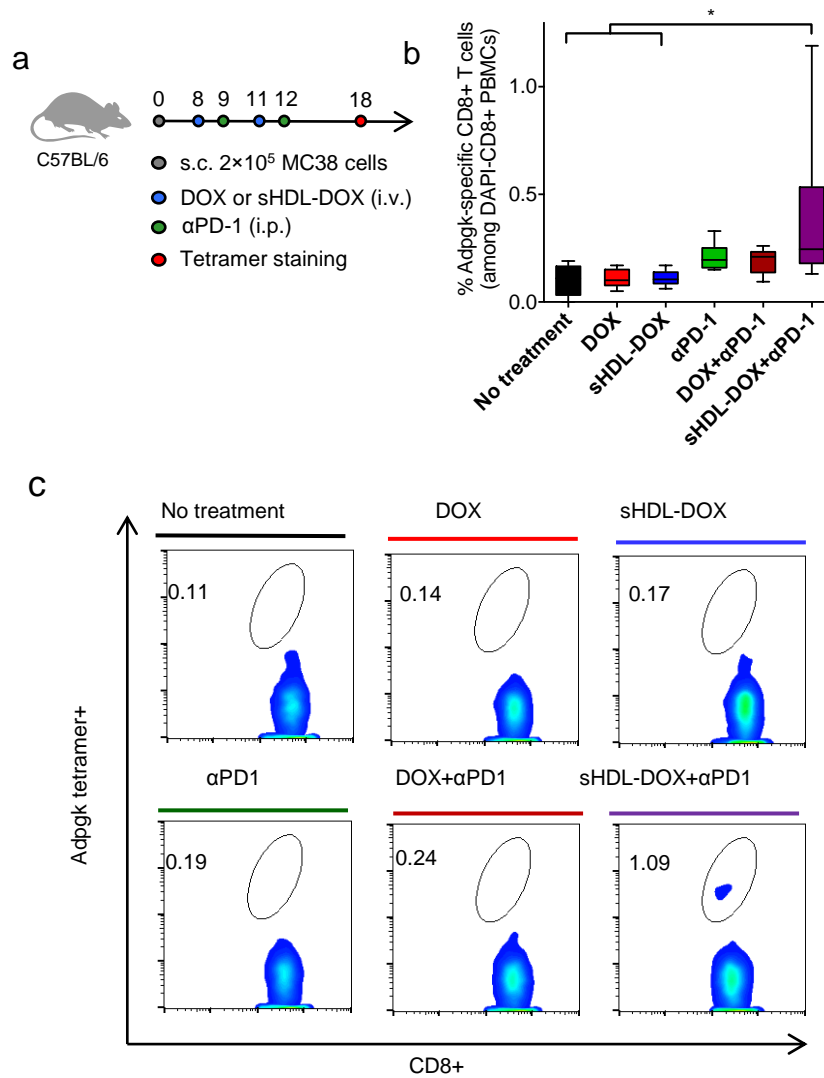 a
0 8 9 11 12 18
C57BL/6
s.c. 2×10⁵ MC38 cells
DOX or sHDL-DOX (i.v.)
αPD-1 (i.p.)
Tetramer staining
b
*
% Adpgk-specific CD8+ T cells
(among DAPI-CD8+ PBMCs)
1.0
0.5
0.0
No treatment
DOX
sHDL-DOX
αPD-1
DOX+αPD-1
sHDL-DOX+αPD-1
c
No treatment
DOX
sHDL-DOX
0.11
0.14
0.17
αPD1
DOX+αPD1
sHDL-DOX+αPD1
0.19
0.24
1.09
Adpgk tetramer+
CD8+